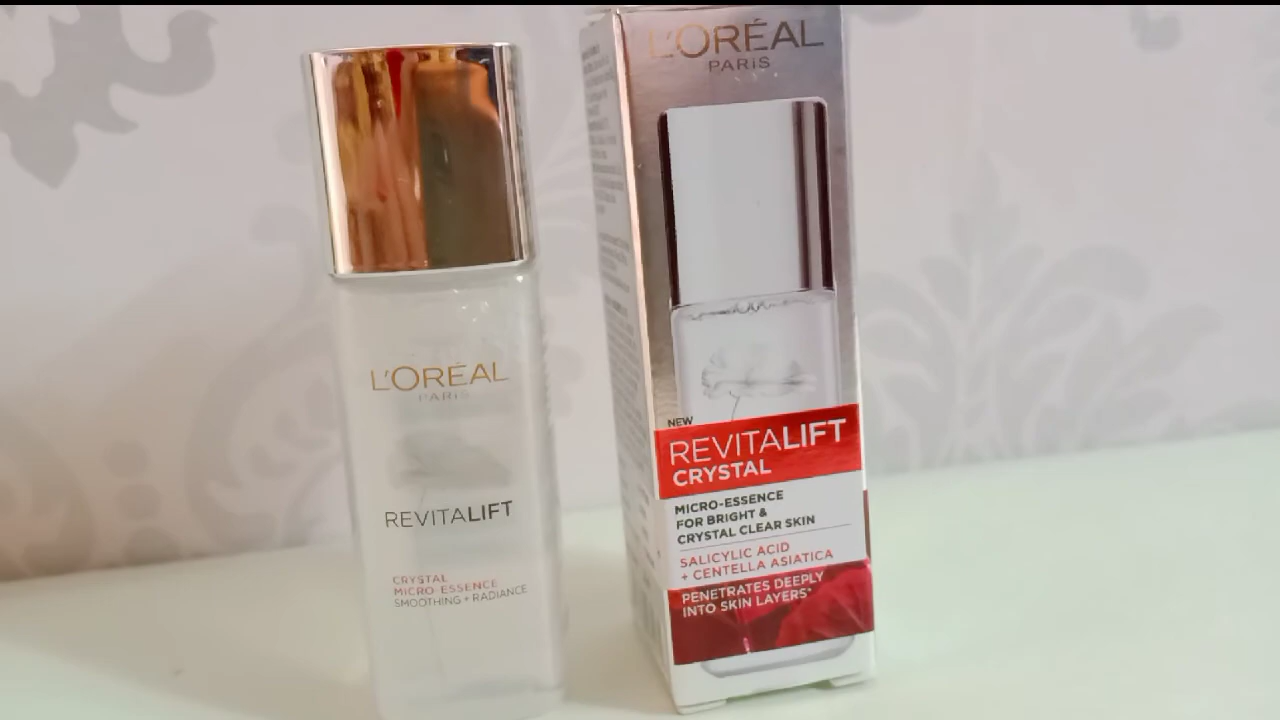 L'ORÉAL
PARIS
REVITALIFT
CRYSTAL
MICRO-ESSENCE
SMOOTHING + RADIANCE
L'ORÉAL
PARIS
NEW
REVITALIFT
CRYSTAL
MICRO-ESSENCE
FOR BRIGHT &
CRYSTAL CLEAR SKIN
SALICYLIC ACID
+ CENTELLA ASIATICA
PENETRATES DEEPLY
INTO SKIN LAYERS*